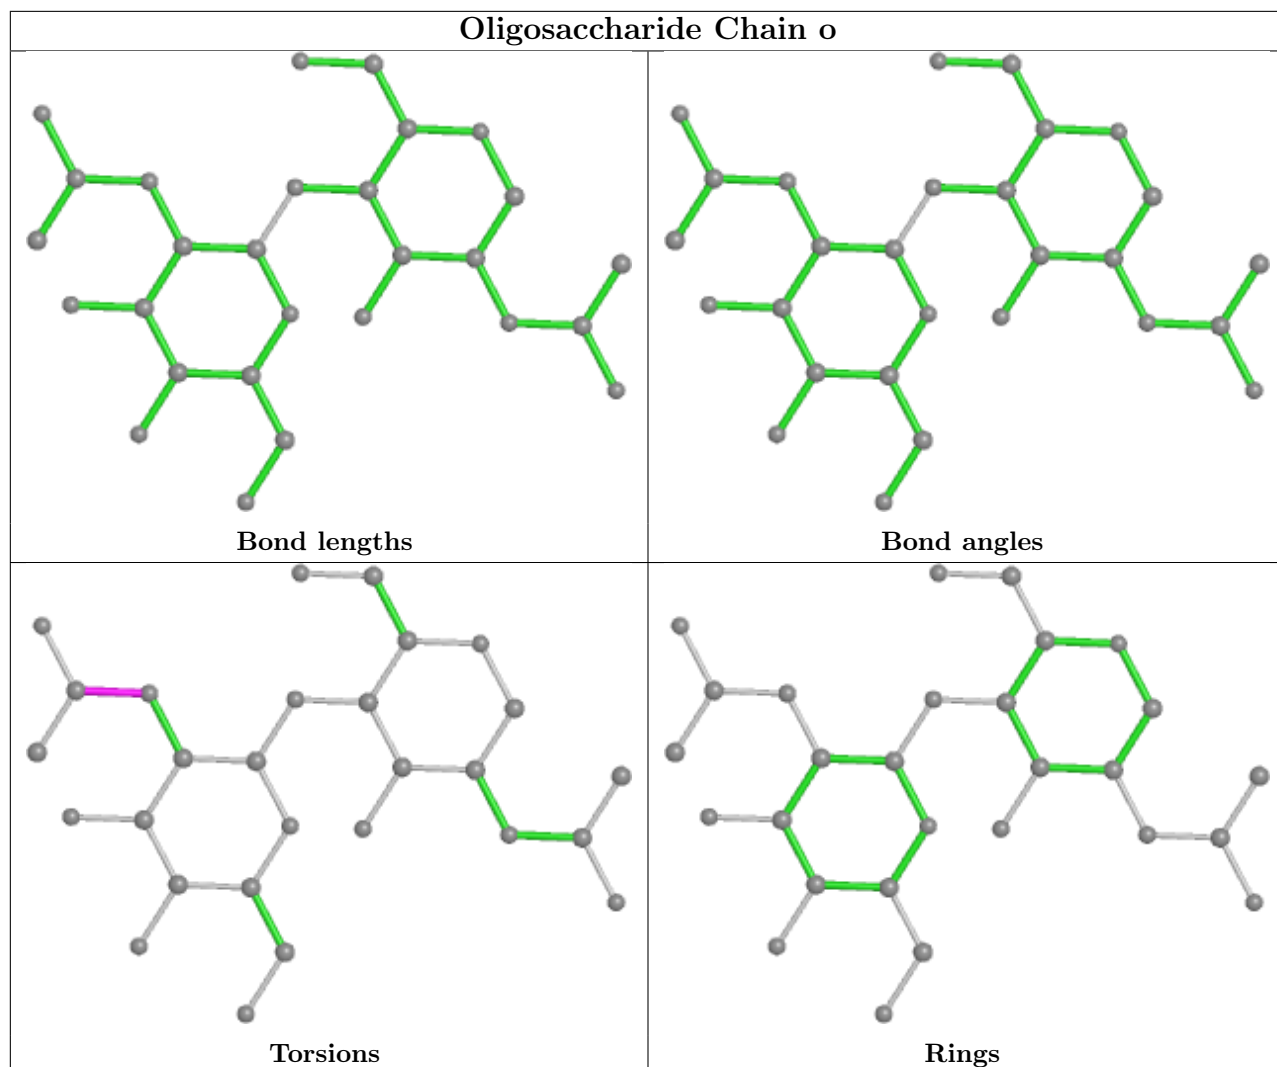 Oligosaccharide Chain o
Bond lengths
Bond angles
Torsions
Rings